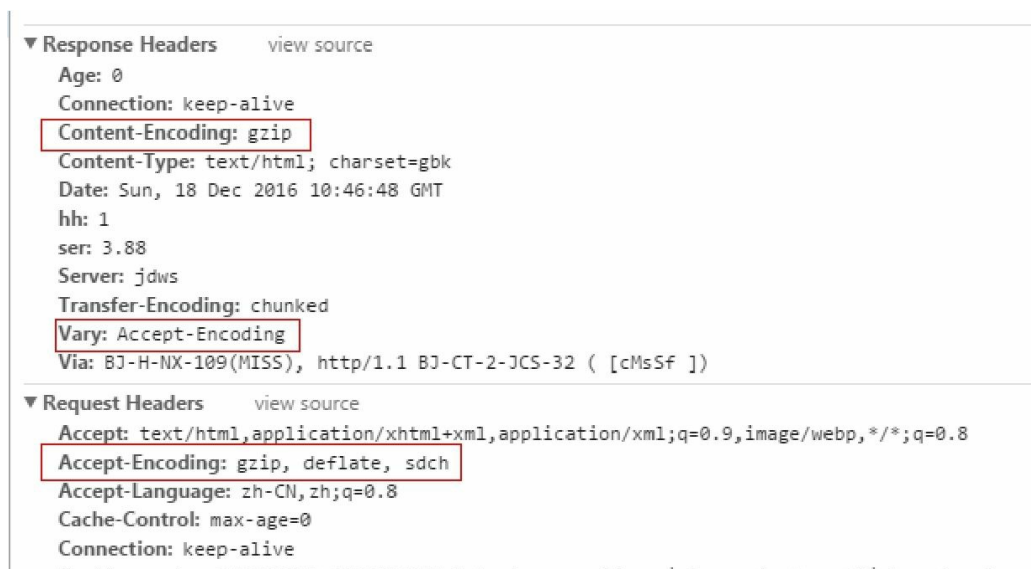 ▼ Response Headers view source
Age: 0
Connection: keep-alive
Content-Encoding: gzip
Content-Type: text/html; charset=gbk
Date: Sun, 18 Dec 2016 10:46:48 GMT
hh: 1
ser: 3.88
Server: jdws
Transfer-Encoding: chunked
Vary: Accept-Encoding
Via: BJ-H-NX-109(MISS), http/1.1 BJ-CT-2-JCS-32 ( [cMsSf ])
▼ Request Headers view source
Accept: text/html,application/xhtml+xml,application/xml;q=0.9,image/webp,*/*;q=0.8
Accept-Encoding: gzip, deflate, sdch
Accept-Language: zh-CN,zh;q=0.8
Cache-Control: max-age=0
Connection: keep-alive